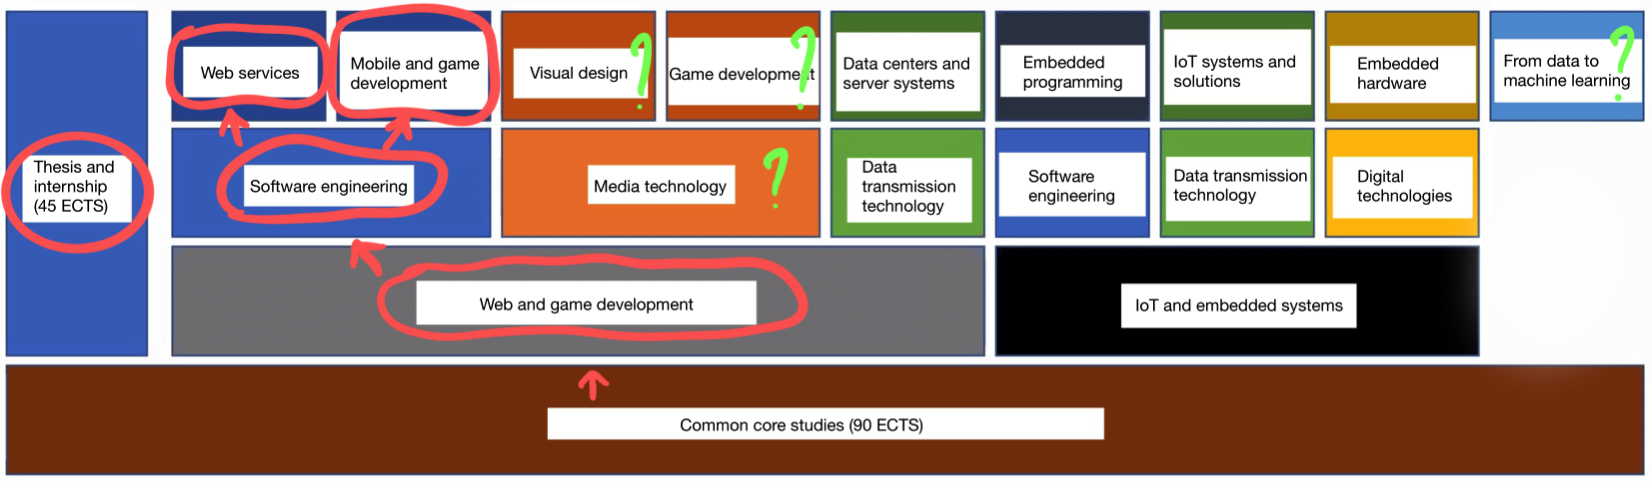 Thesis and
internship
(45 ECTS)
Web services
Mobile and game
development
Visual design
?
Game development
?
Data centers and
server systems
Embedded
programming
IoT systems and
solutions
Embedded
hardware
From data to
machine learning
?
Software engineering
Media technology
?
Data
transmission
technology
Software
engineering
Data transmission
technology
Digital
technologies
Web and game development
IoT and embedded systems
Common core studies (90 ECTS)